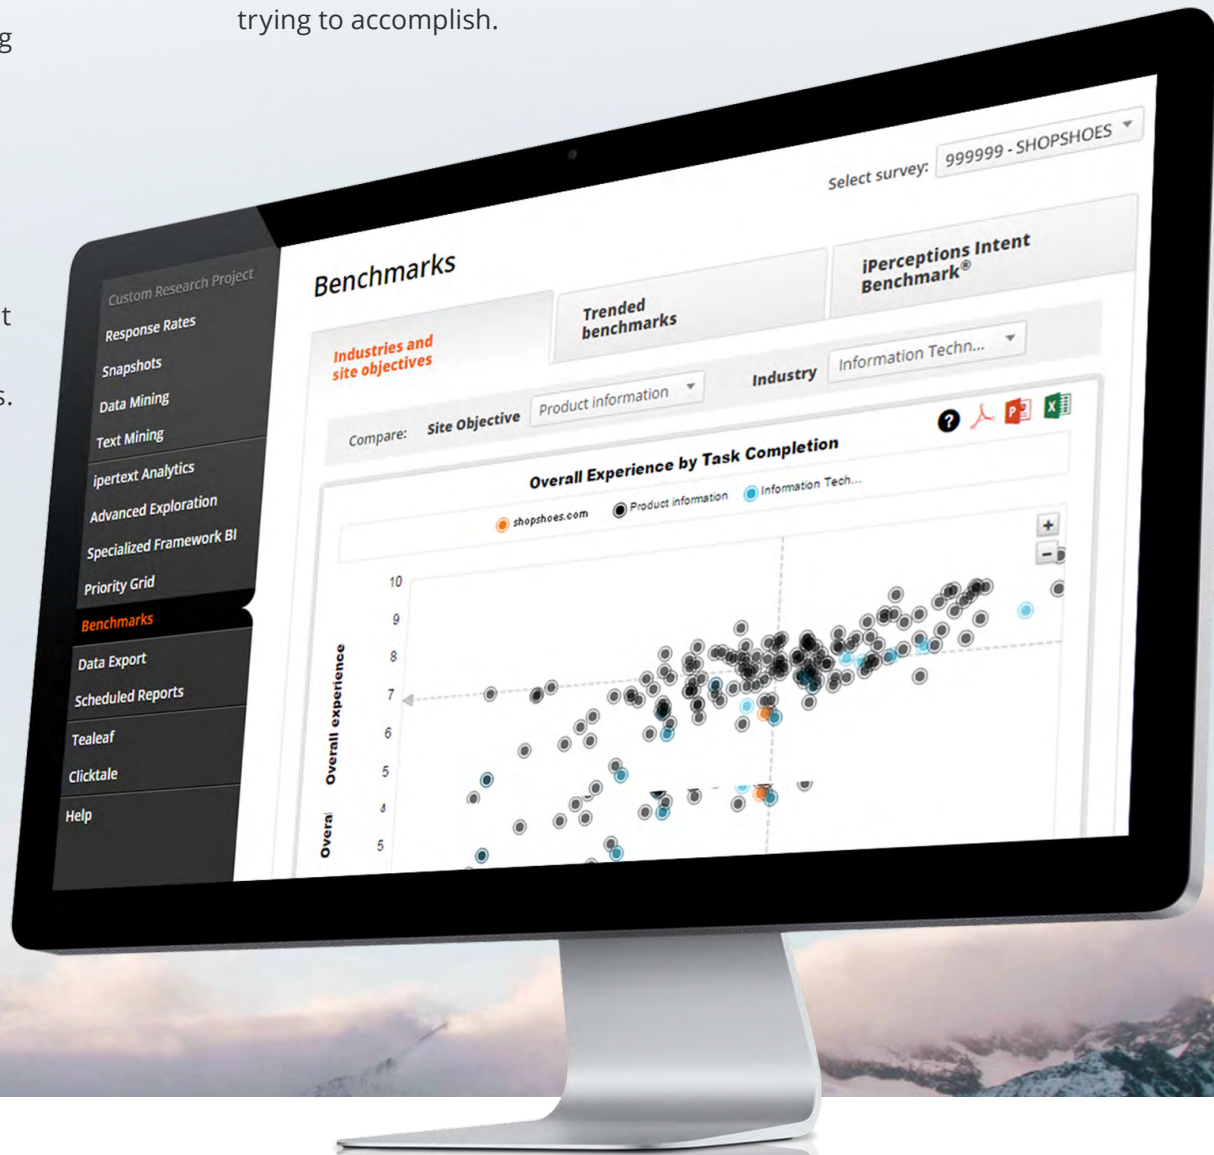 g
trying to accomplish.
t
s.
Custom Research Project
Response Rates
Snapshots
Data Mining
Text Mining
ipertext Analytics
Advanced Exploration
Specialized Framework BI
Priority Grid
Benchmarks
Data Export
Scheduled Reports
Tealeaf
Clicktale
Help
Select survey: 999999 - SHOPSHOES
Benchmarks
Industries and
site objectives
Trended
benchmarks
iPerceptions Intent
Benchmark®
Compare: Site Objective Product information Industry Information Techn...
? P X
Overall Experience by Task Completion
shopshoes.com Product information Information Tech...
+
-
Overall experience
10
9
8
7
6
5
4
5
Overal